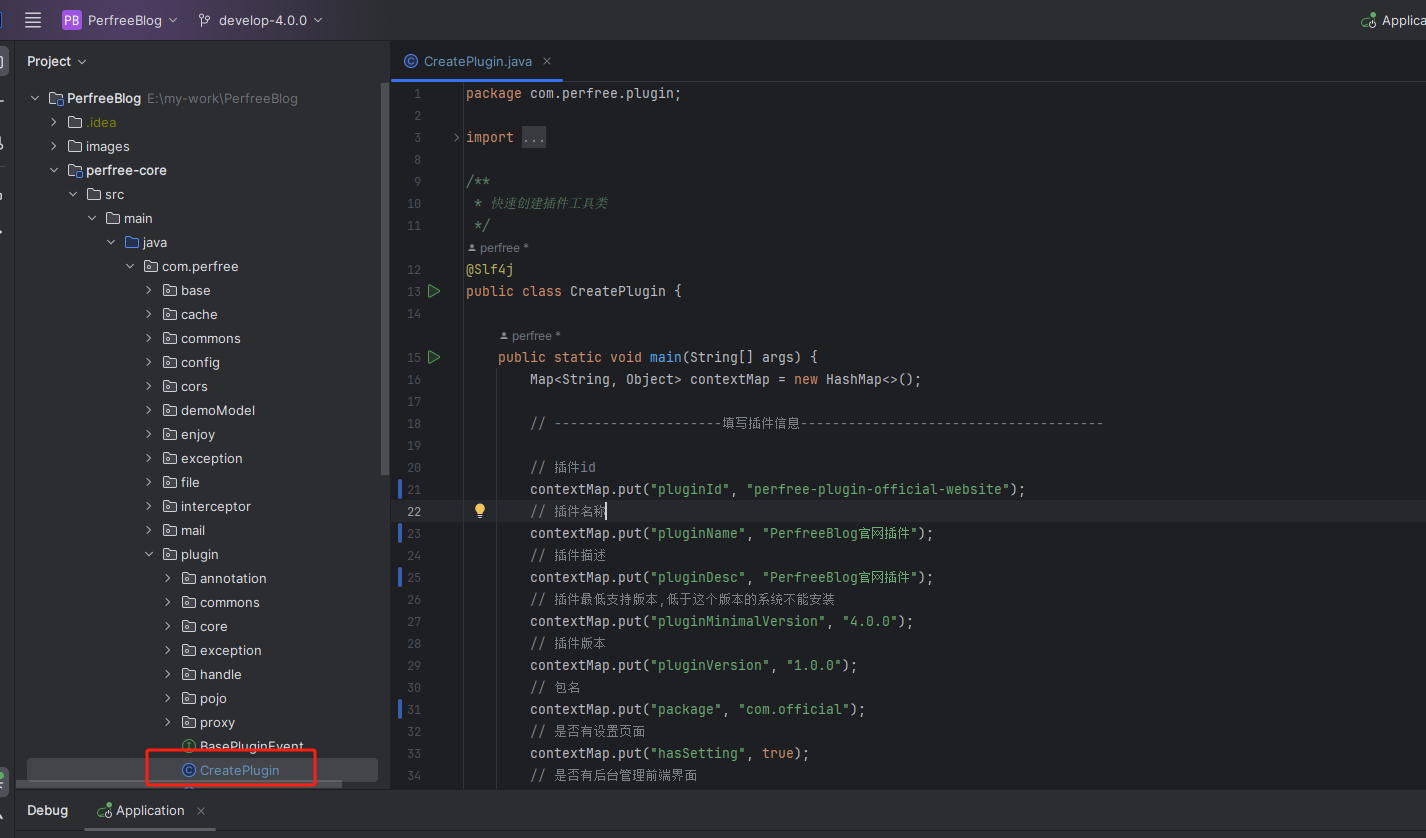 PB PerfreeBlog develop-4.0.0 Applica
Project
PerfreeBlog E:\my-work\PerfreeBlog
.idea
images
perfree-core
src
main
java
com.perfree
base
cache
commons
config
cors
demoModel
enjoy
exception
file
interceptor
mail
plugin
annotation
commons
core
exception
handle
pojo
proxy
BasePluginEvent
CreatePlugin
CreatePlugin.java
1 package com.perfree.plugin;
2
3 import ...
8
9 /**
10 * 快速创建插件工具类
11 */
perfree *
12 @Slf4j
13 public class CreatePlugin {
14
perfree *
15 public static void main(String[] args) {
16 Map<String, Object> contextMap = new HashMap<>();
17
18 // ---------------------填写插件信息--------------------------------------
19
20 // 插件id
21 contextMap.put("pluginId", "perfree-plugin-official-website");
22 // 插件名称
23 contextMap.put("pluginName", "PerfreeBlog官网插件");
24 // 插件描述
25 contextMap.put("pluginDesc", "PerfreeBlog官网插件");
26 // 插件最低支持版本,低于这个版本的系统不能安装
27 contextMap.put("pluginMinimalVersion", "4.0.0");
28 // 插件版本
29 contextMap.put("pluginVersion", "1.0.0");
30 // 包名
31 contextMap.put("package", "com.official");
32 // 是否有设置页面
33 contextMap.put("hasSetting", true);
34 // 是否有后台管理前端界面
Debug Application